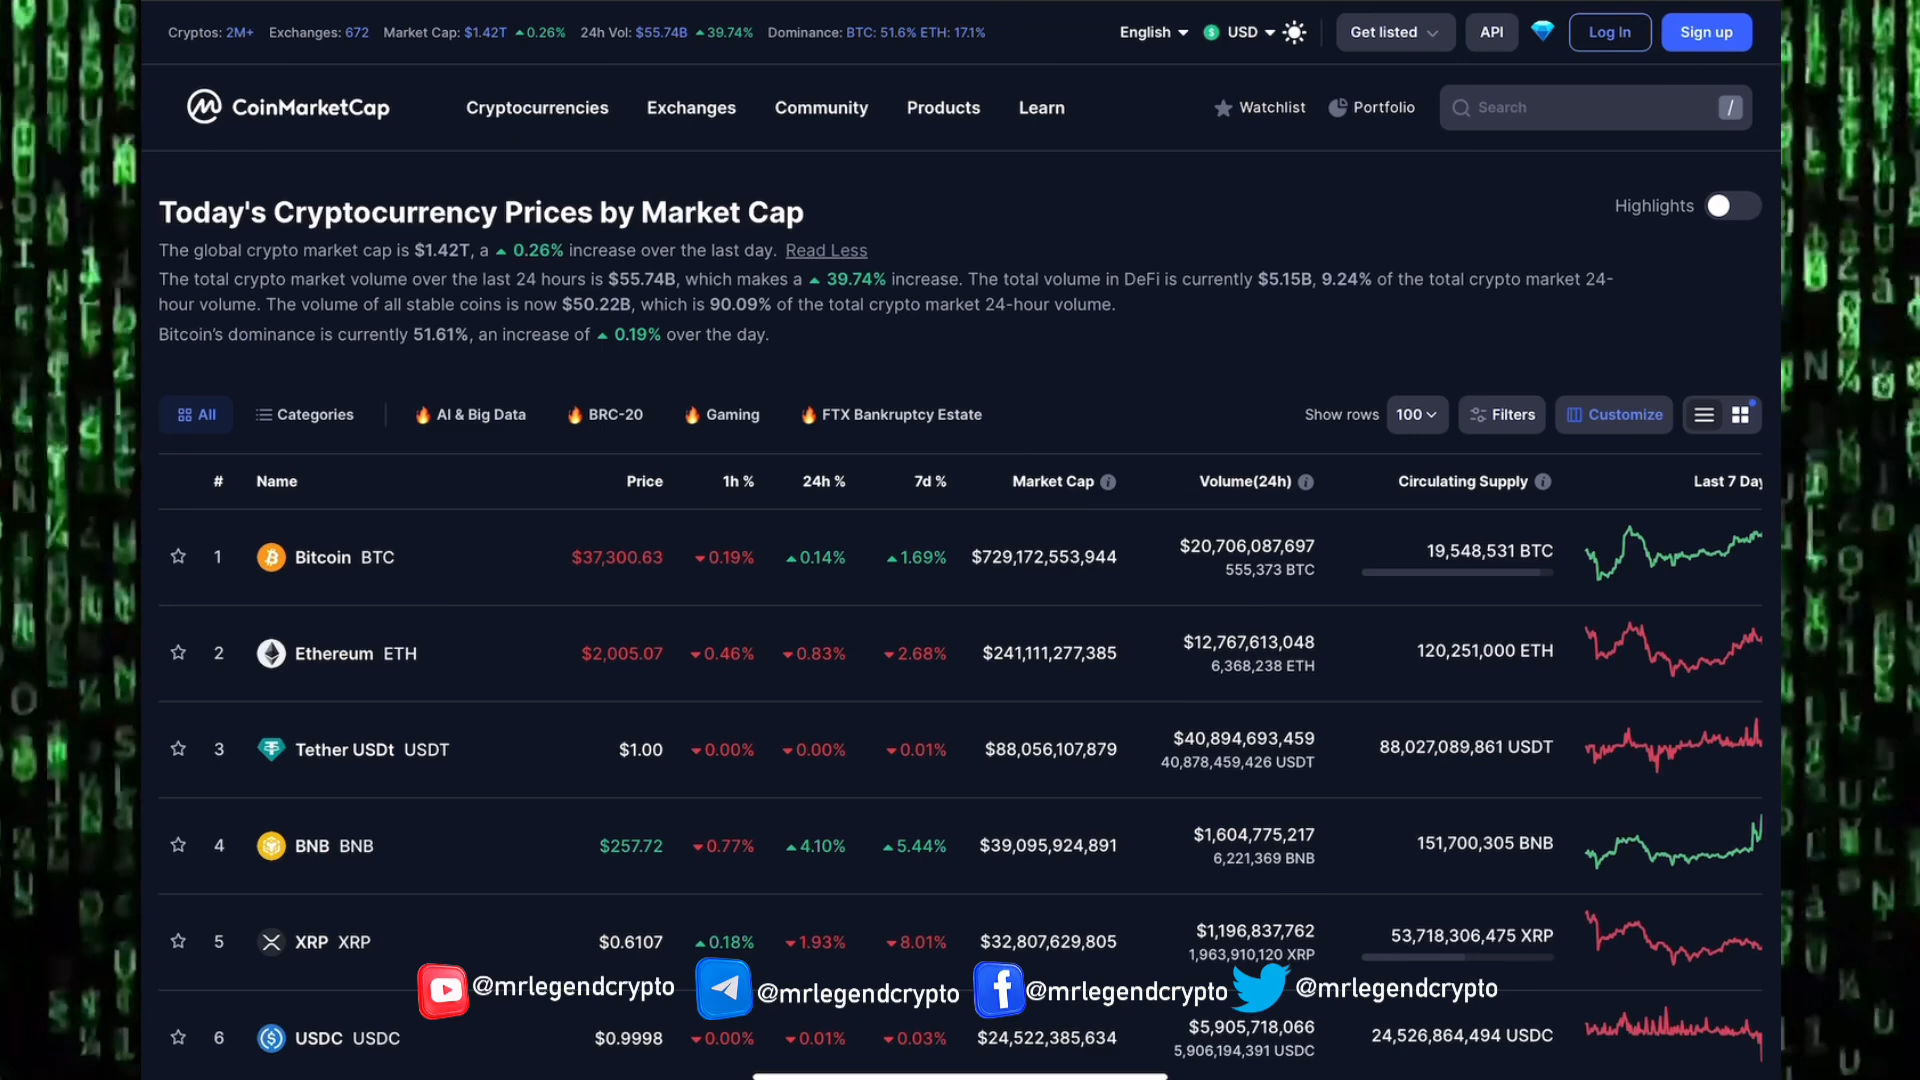 Cryptos: 2M+ Exchanges: 672 Market Cap: $1.42T 0.26% 24h Vol: $55.74B 39.74% Dominance: BTC: 51.6% ETH: 17.1% English USD Get listed API Log In Sign up
CoinMarketCap Cryptocurrencies Exchanges Community Products Learn Watchlist Portfolio Search /
Today's Cryptocurrency Prices by Market Cap Highlights
The global crypto market cap is $1.42T, a 0.26% increase over the last day. Read Less
The total crypto market volume over the last 24 hours is $55.74B, which makes a 39.74% increase. The total volume in DeFi is currently $5.15B, 9.24% of the total crypto market 24-
hour volume. The volume of all stable coins is now $50.22B, which is 90.09% of the total crypto market 24-hour volume.
Bitcoin's dominance is currently 51.61%, an increase of 0.19% over the day.
All Categories AI & Big Data BRC-20 Gaming FTX Bankruptcy Estate Show rows 100 Filters Customize
# Name Price 1h % 24h % 7d % Market Cap Volume(24h) Circulating Supply Last 7 Day
1 Bitcoin BTC $37,300.63 0.19% 0.14% 1.69% $729,172,553,944 $20,706,087,697 19,548,531 BTC
555,373 BTC
2 Ethereum ETH $2,005.07 0.46% 0.83% 2.68% $241,111,277,385 $12,767,613,048 120,251,000 ETH
6,368,238 ETH
3 Tether USDt USDT $1.00 0.00% 0.00% 0.01% $88,056,107,879 $40,894,693,459 88,027,089,861 USDT
40,878,459,426 USDT
4 BNB BNB $257.72 0.77% 4.10% 5.44% $39,095,924,891 $1,604,775,217 151,700,305 BNB
6,221,369 BNB
5 XRP XRP $0.6107 0.18% 1.93% 8.01% $32,807,629,805 $1,196,837,762 53,718,306,475 XRP
1,963,910,120 XRP
@mrlegendcrypto @mrlegendcrypto @mrlegendcrypto @mrlegendcrypto
6 USDC USDC $0.9998 0.00% 0.01% 0.03% $24,522,385,634 $5,905,718,066 24,526,864,494 USDC
5,906,194,391 USDC